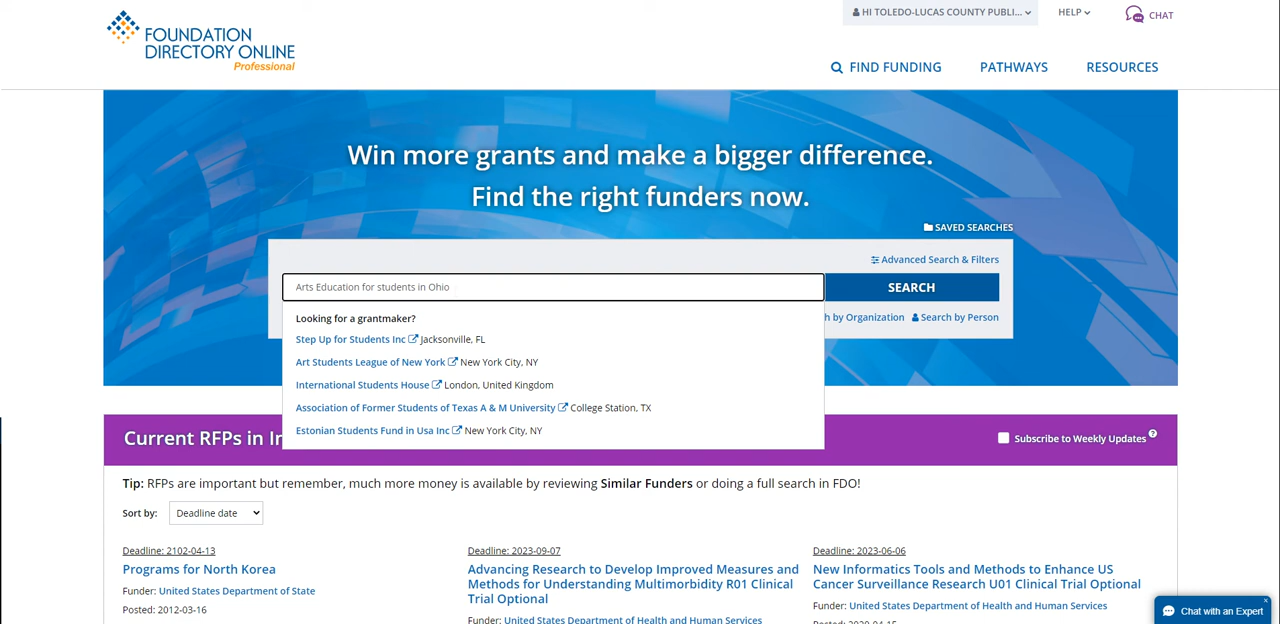 HI TOLEDO-LUCAS COUNTY PUBLI...
HELP
CHAT
FOUNDATION
DIRECTORY ONLINE
Professional
FIND FUNDING
PATHWAYS
RESOURCES
Win more grants and make a bigger difference.
Find the right funders now.
SAVED SEARCHES
Advanced Search & Filters
Arts Education for students in Ohio
SEARCH
h by Organization
Search by Person
Looking for a grantmaker?
Step Up for Students Inc Jacksonville, FL
Art Students League of New York New York City, NY
International Students House London, United Kingdom
Association of Former Students of Texas A & M University College Station, TX
Estonian Students Fund in Usa Inc New York City, NY
Current RFPs in
Subscribe to Weekly Updates ?
Tip: RFPs are important but remember, much more money is available by reviewing Similar Funders or doing a full search in FDO!
Sort by: Deadline date
Deadline: 2102-04-13
Programs for North Korea
Funder: United States Department of State
Posted: 2012-03-16
Deadline: 2023-09-07
Advancing Research to Develop Improved Measures and
Methods for Understanding Multimorbidity R01 Clinical
Trial Optional
Funder: United States Department of Health and Human Services
Deadline: 2023-06-06
New Informatics Tools and Methods to Enhance US
Cancer Surveillance Research U01 Clinical Trial Optional
Funder: United States Department of Health and Human Services
Chat with an Expert